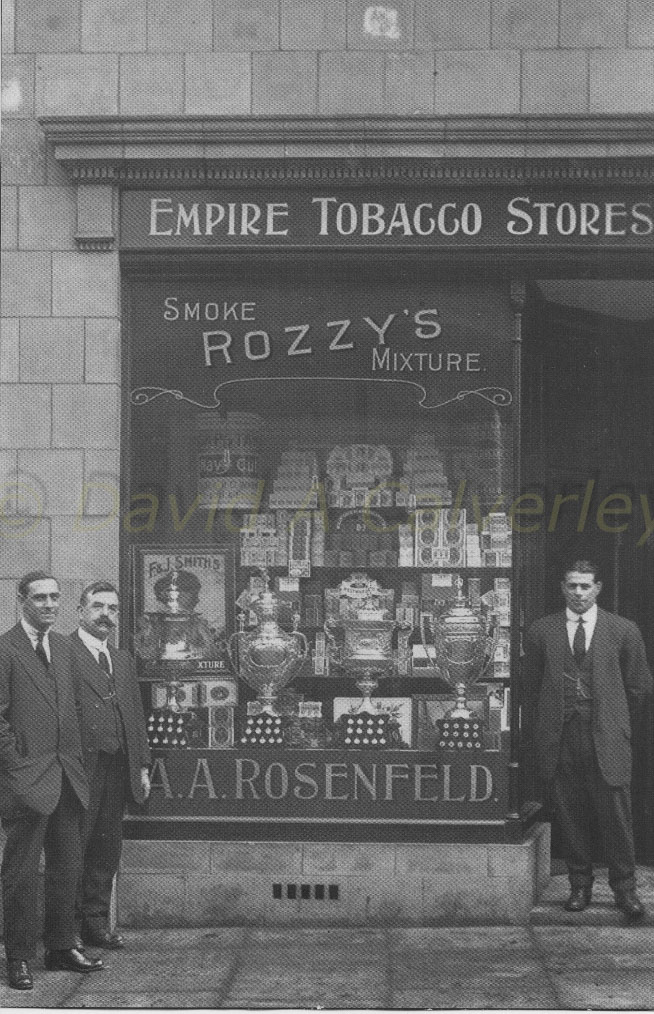 EMPIRE TOBACCO STORES
SMOKE
ROZZY'S
MIXTURE.
F&J. SMITH'S
XTURE
A. A. ROSENFELD.
© David A Calverley